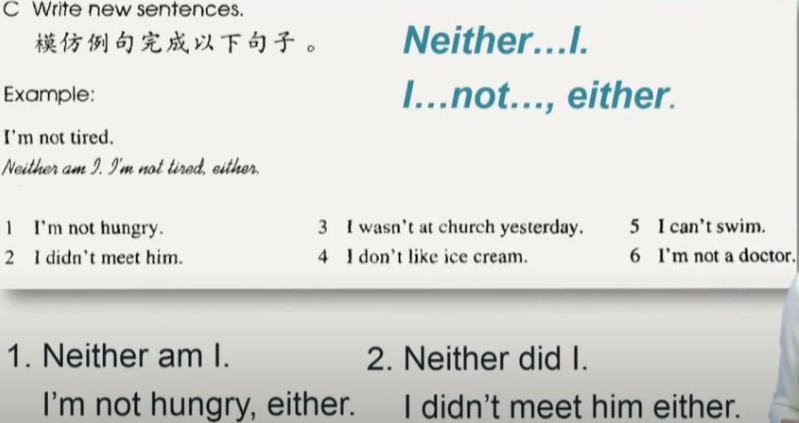 C Write new sentences.
模仿例句完成以下句子。
Neither...I.
I...not..., either.
Example:
I'm not tired.
Neither am I. I'm not tired, either.
1 I'm not hungry.
2 I didn't meet him.
3 I wasn't at church yesterday.
4 I don't like ice cream.
5 I can't swim.
6 I'm not a doctor.
1. Neither am I.
I'm not hungry, either.
2. Neither did I.
I didn't meet him either.